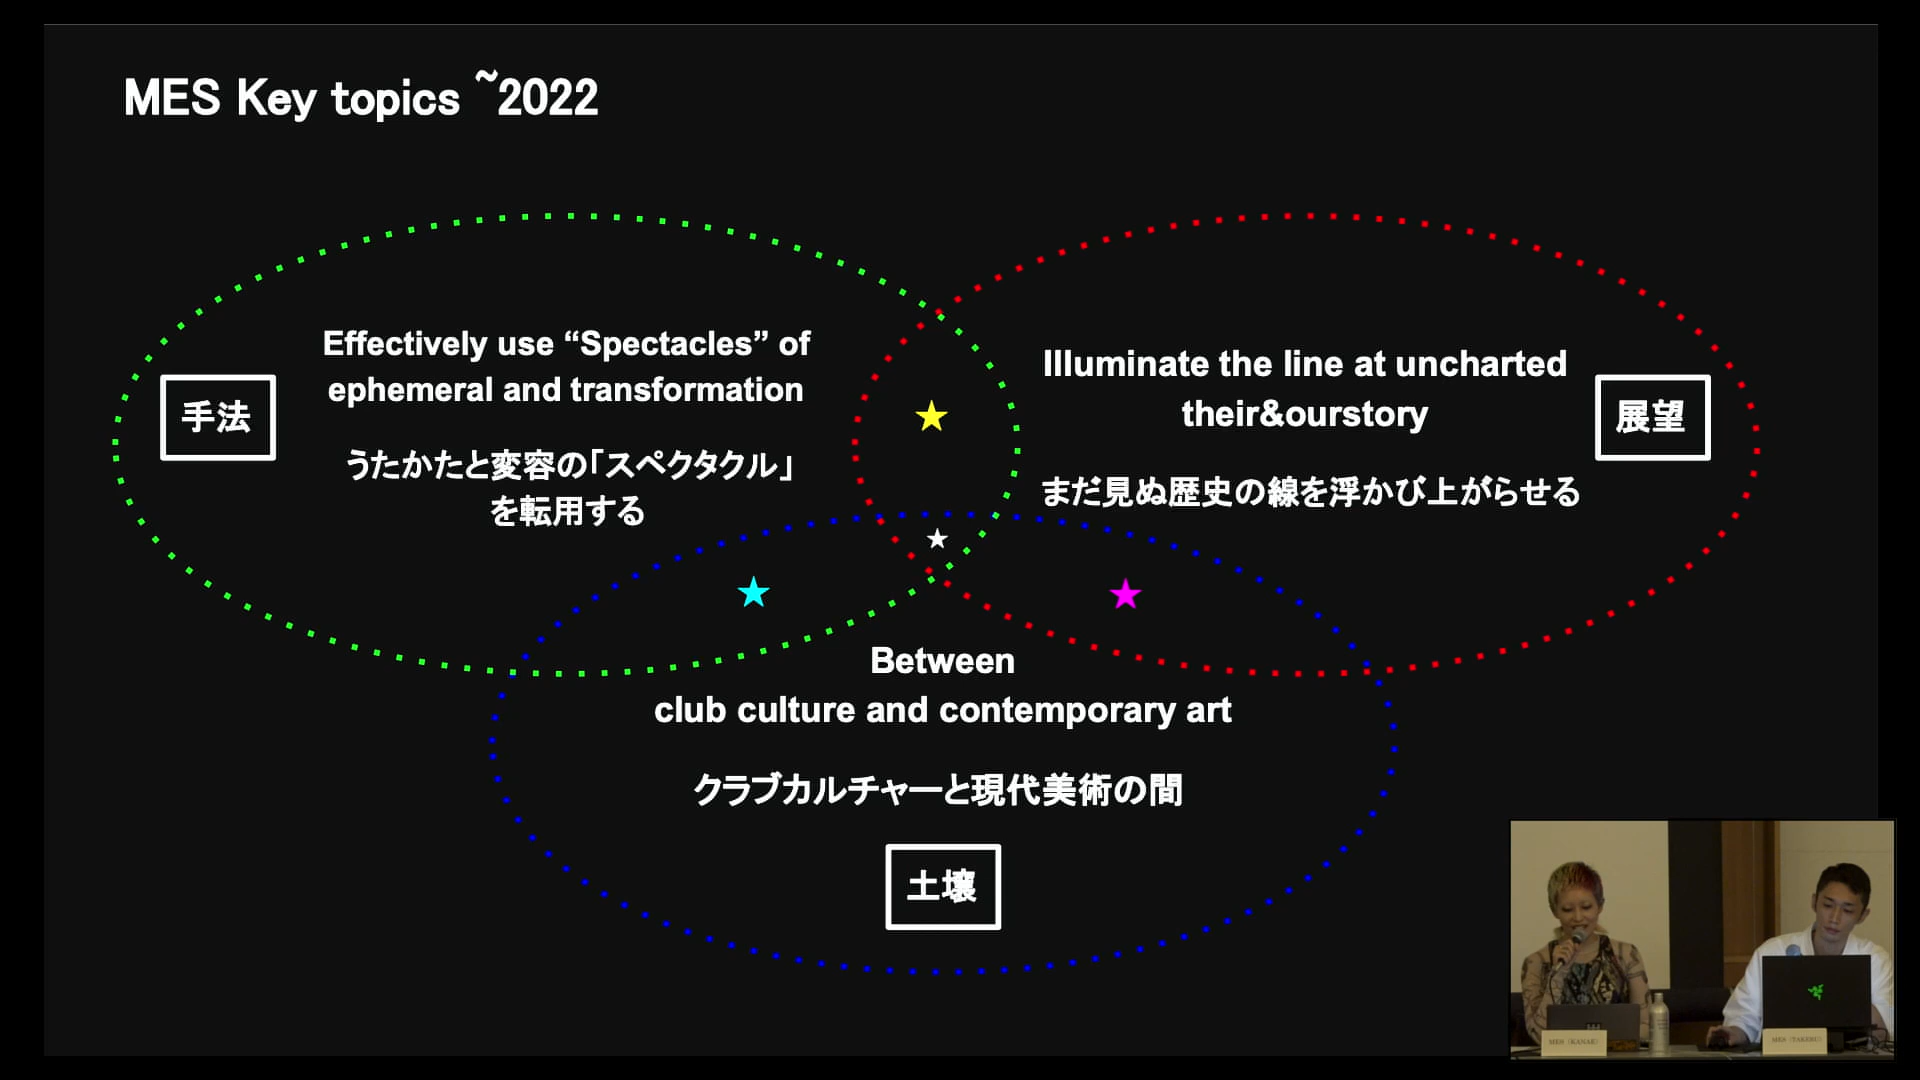 MES Key topics ~2022
Effectively use “Spectacles” of
ephemeral and transformation
手法
うたかたと変容の「スペクタクル」
を転用する
Illuminate the line at uncharted
their&ourstory
展望
まだ見ぬ歴史の線を浮かび上がらせる
Between
club culture and contemporary art
クラブカルチャーと現代美術の間
土壌
MES（KANAE）
MES（TAKERU）